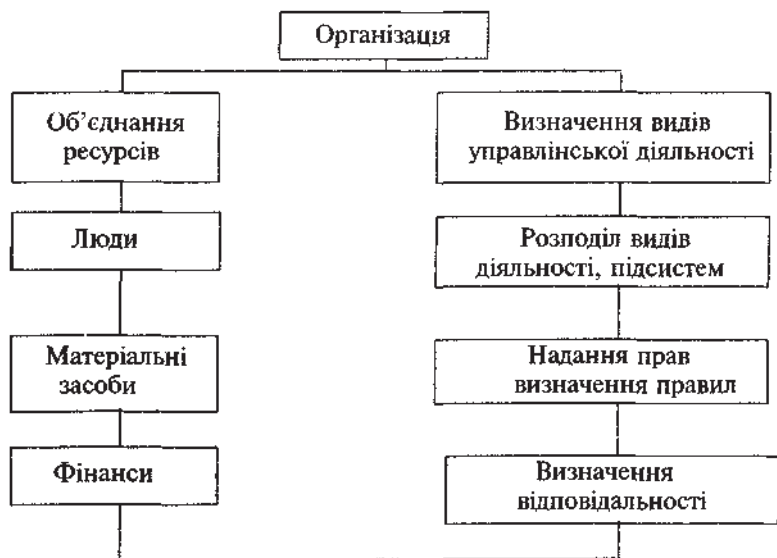 Організація
Об’єднання
ресурсів
Люди
Матеріальні
засоби
Фінанси
Визначення видів
управлінської діяльності
Розподіл видів
діяльності, підсистем
Надання прав
визначення правил
Визначення
відповідальності